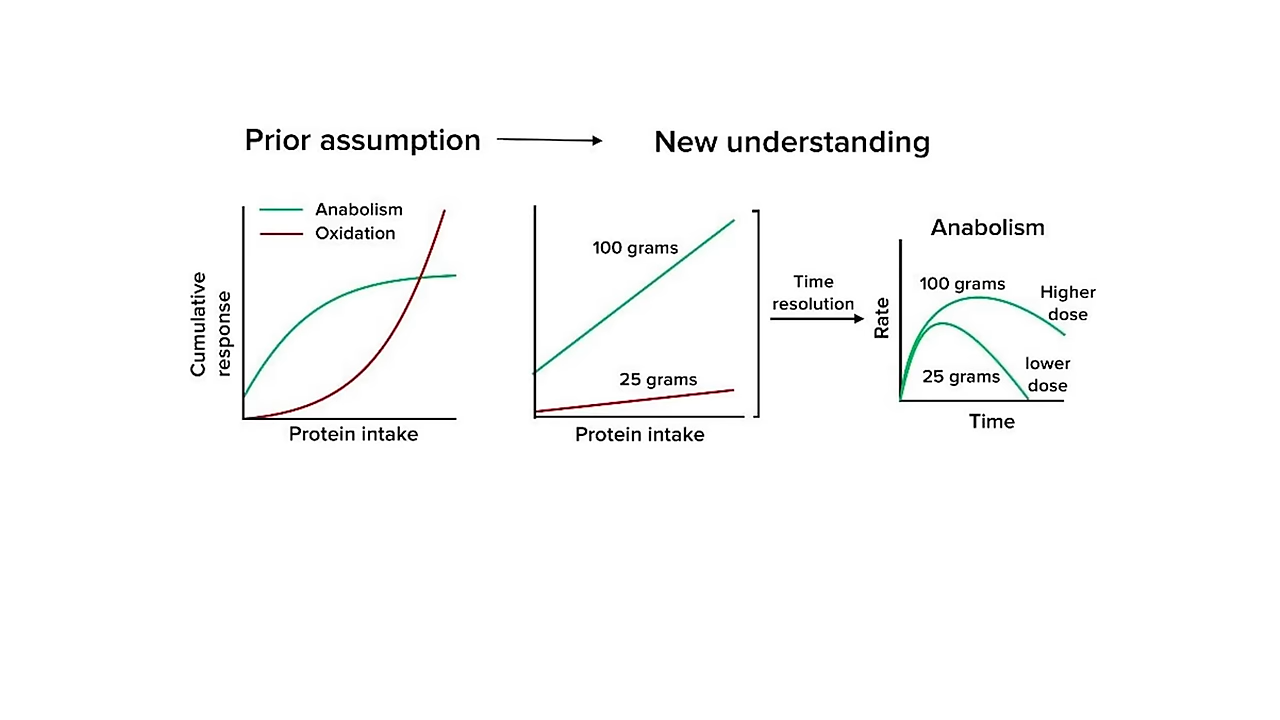 Prior assumption
New understanding
Anabolism
Oxidation
Cumulative
response
Protein intake
100 grams
25 grams
Protein intake
Time
resolution
Anabolism
Rate
100 grams
Higher
dose
25 grams
lower
dose
Time